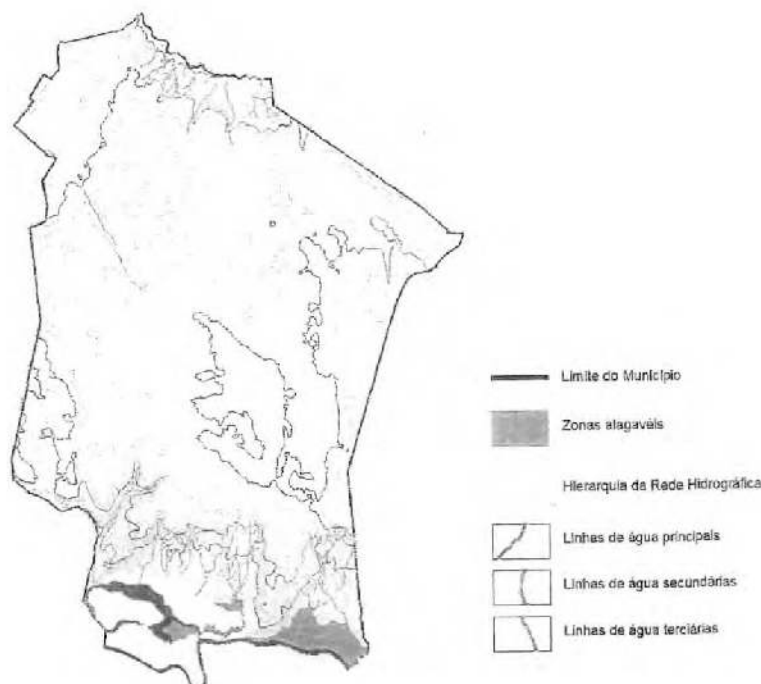 Limite do Município
Zonas alagavéis
Hierarquia da Rede Hidrográfica
Linhas de água principais
Linhas de água secundárias
Linhas de água terciárias